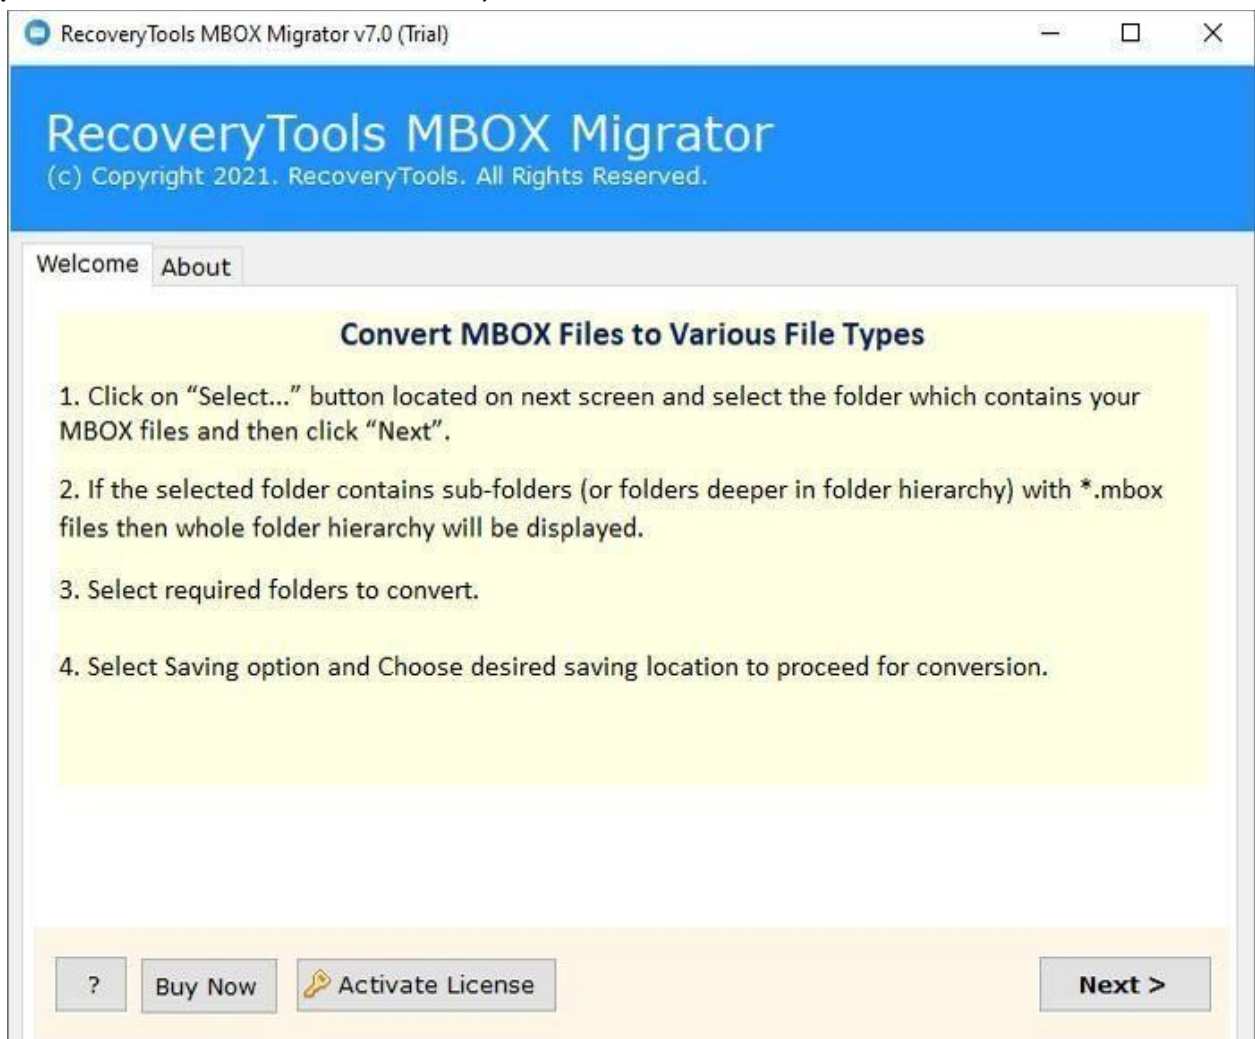 RecoveryTools MBOX Migrator v7.0 (Trial)
RecoveryTools MBOX Migrator
(c) Copyright 2021. RecoveryTools. All Rights Reserved.
Welcome About
Convert MBOX Files to Various File Types
1. Click on “Select...” button located on next screen and select the folder which contains your
MBOX files and then click “Next”.
2. If the selected folder contains sub-folders (or folders deeper in folder hierarchy) with *.mbox
files then whole folder hierarchy will be displayed.
3. Select required folders to convert.
4. Select Saving option and Choose desired saving location to proceed for conversion.
? Buy Now Activate License Next >